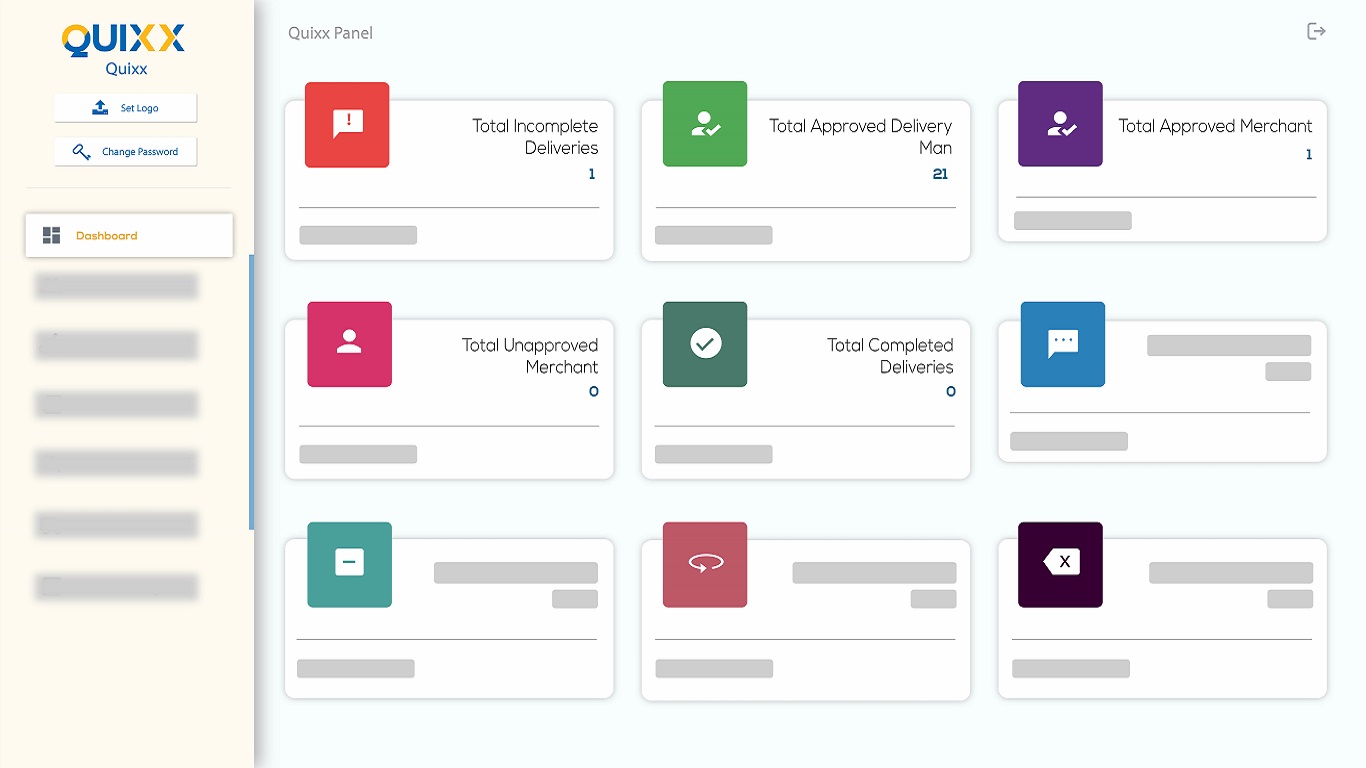 QUIXX
Quixx
Set Logo
Change Password
Dashboard
Quixx Panel
Total Incomplete
Deliveries
1
Total Approved Delivery
Man
21
Total Approved Merchant
1
Total Unapproved
Merchant
0
Total Completed
Deliveries
0
X